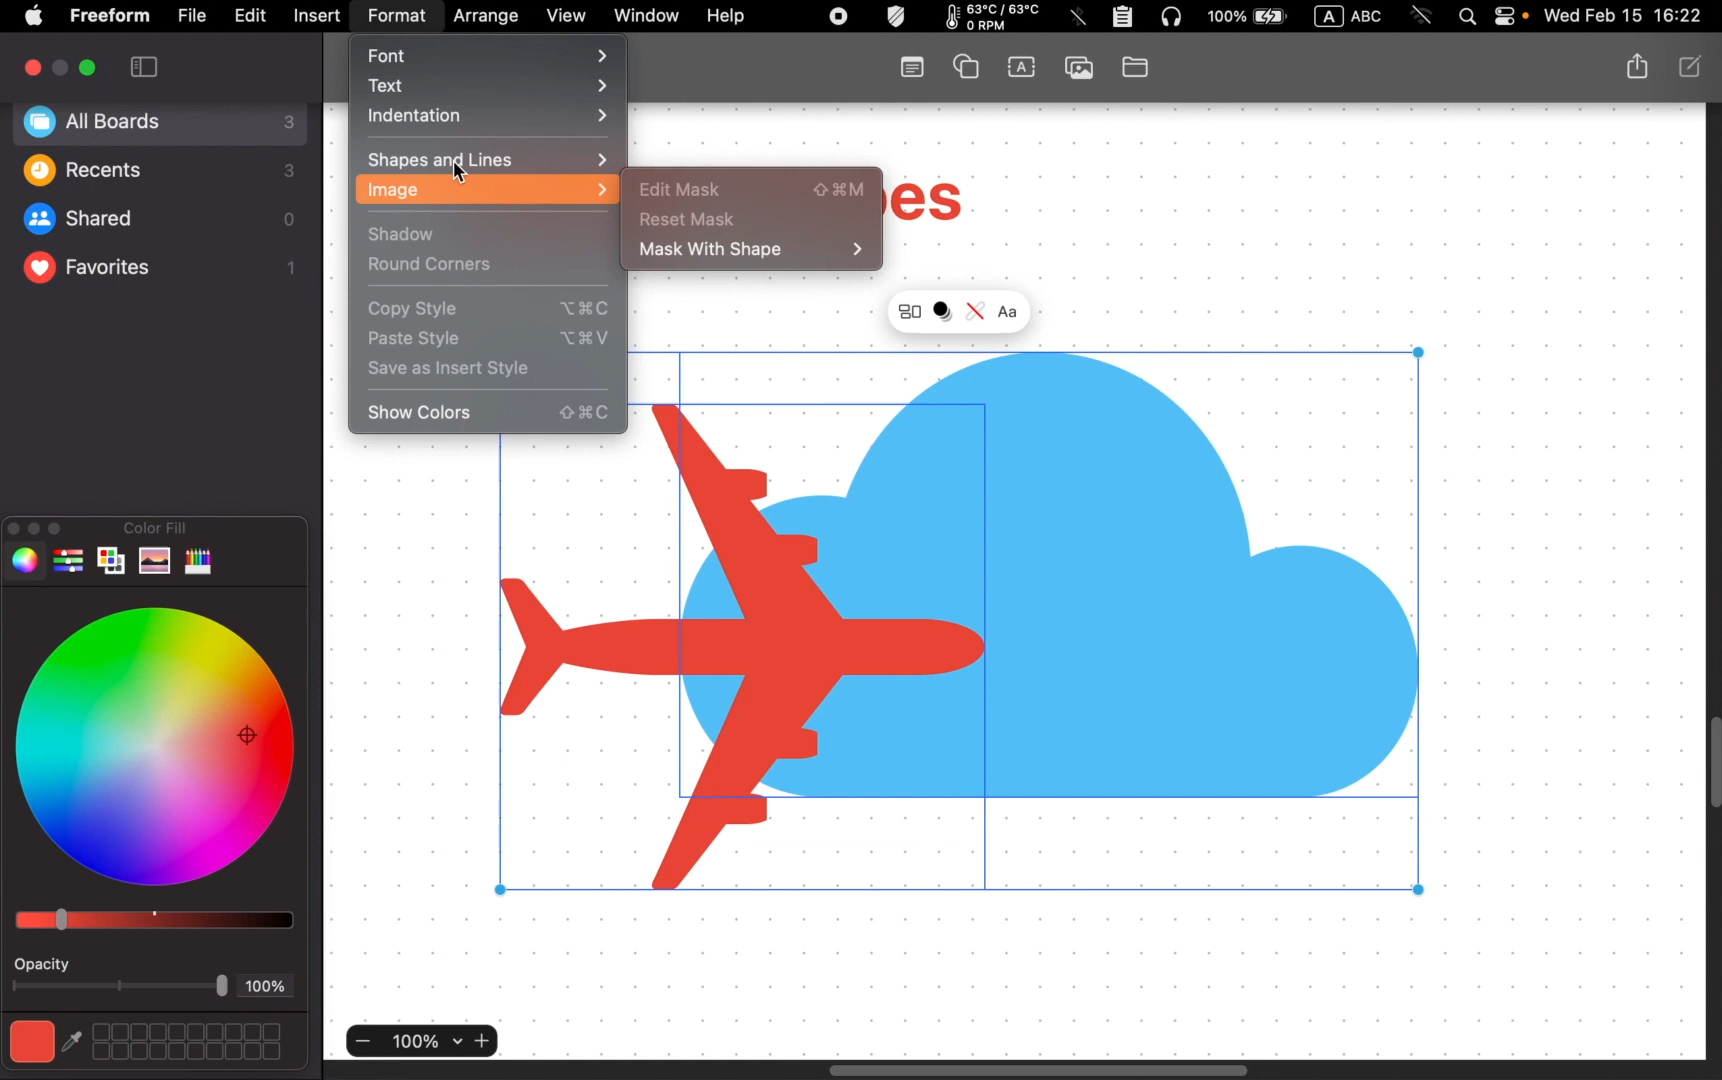 Freeform File Edit Insert Format Arrange View Window Help 63°C / 63°C 0 RPM 100% A ABC Wed Feb 15 16:22
All Boards 3
Recents 3
Shared 0
Favorites 1
Font
Text
Indentation
Shapes and Lines
Image
Shadow
Round Corners
Copy Style ⌥⌘C
Paste Style ⌥⌘V
Save as Insert Style
Show Colors ⇧⌘C
Edit Mask ⇧⌘M
Reset Mask
Mask With Shape
A
es
Aa
Color Fill
Opacity
100%
100%